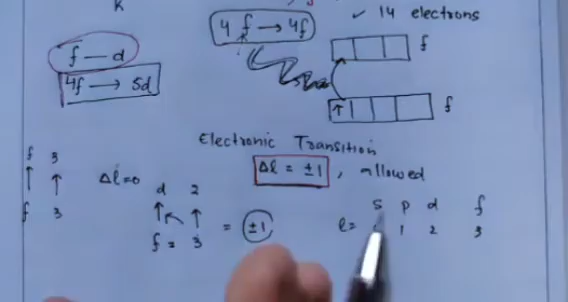 K
4f → 4f
✓ 14 electrons
f
f — d
4f → 5d
↑
f
Electronic Transition
Δl = ±1, allowed
f 3
↑ ↑
f 3
Δl=0
d 2
↑ ↖ ↑
f = 3
= ±1
s p d f
l= 1 2 3